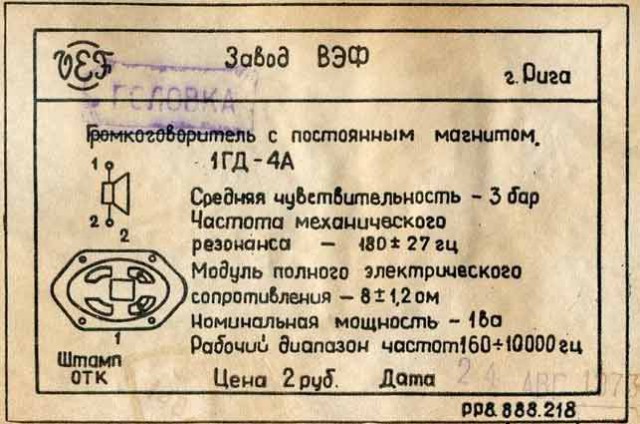 VEF
Завод ВЭФ
г. Рига
ГОЛОВКА
Громкоговоритель с постоянным магнитом.
1ГД-4А
1
2
Средняя чувствительность - 3 бар
Частота механического
резонанса - 180 ± 27 гц
2
Модуль полного электрического
сопротивления - 8 ± 1,2 ом
Номинальная мощность - 1ва
1
Рабочий диапазон частот 160÷10000 гц
Штамп
ОТК
Цена 2 руб. Дата 24 АВГ 1973
РР8.888.218